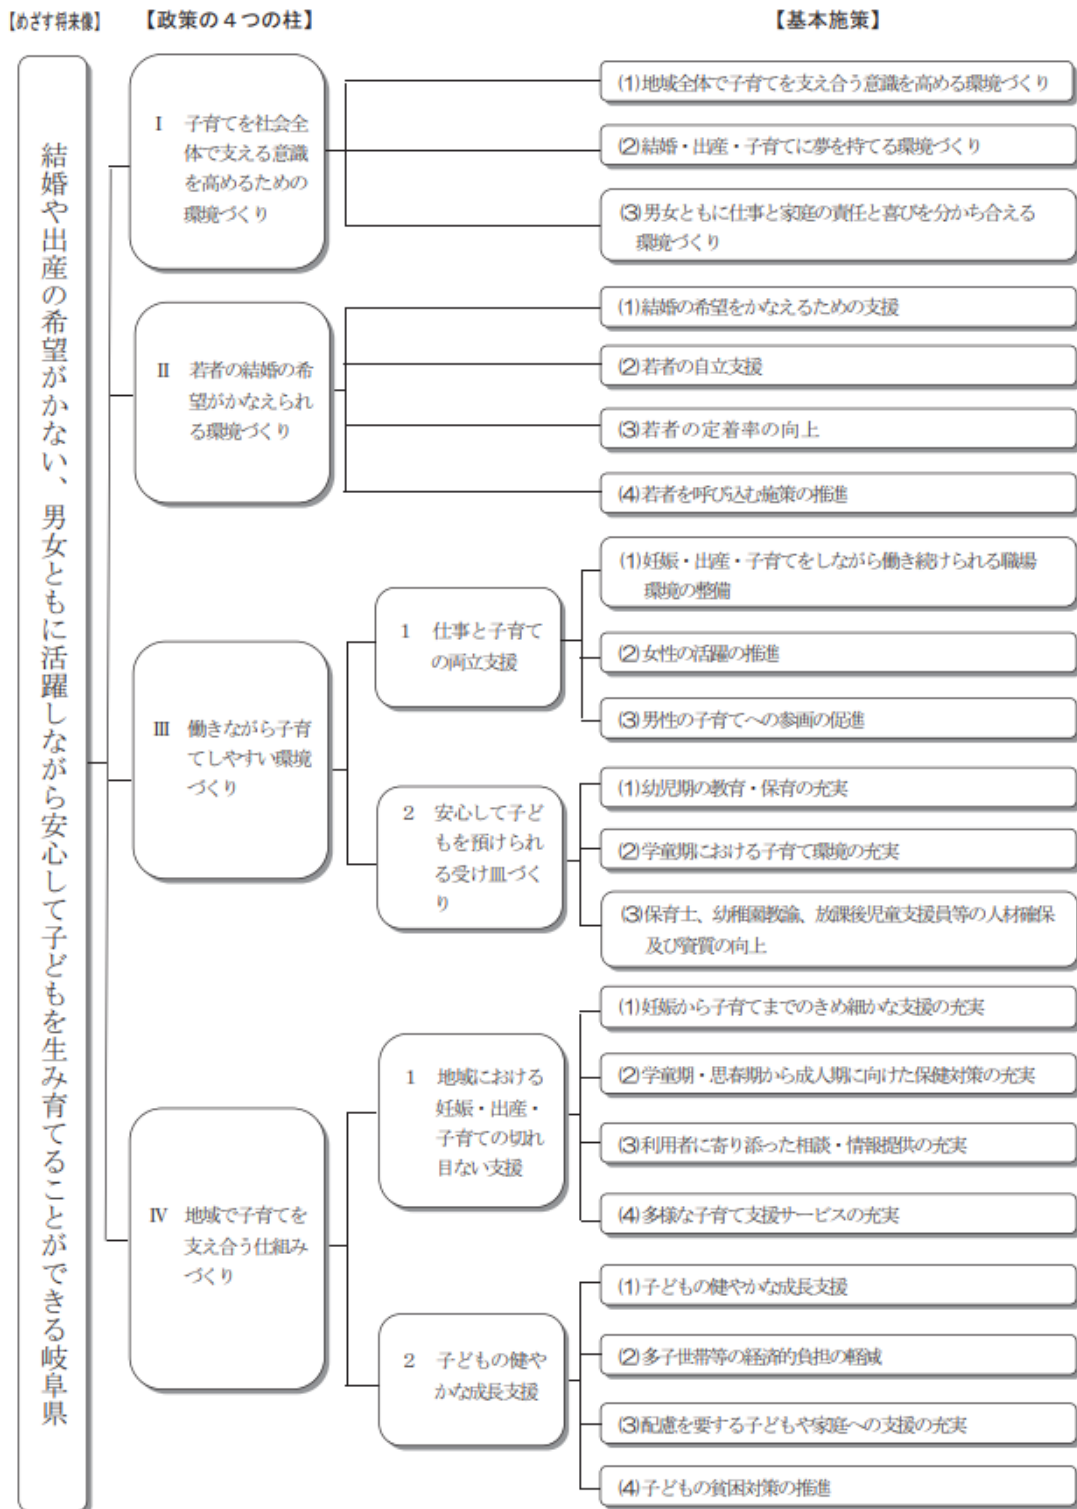 【めざす将来像】
【政策の４つの柱】
【基本施策】
結婚や出産の希望がかない、男女ともに活躍しながら安心して子どもを生み育てることができる岐阜県
Ⅰ 子育てを社会全
体で支える意識
を高めるための
環境づくり
(1)地域全体で子育てを支え合う意識を高める環境づくり
(2)結婚・出産・子育てに夢を持てる環境づくり
(3)男女ともに仕事と家庭の責任と喜びを分かち合える
環境づくり
Ⅱ 若者の結婚の希
望がかなえられ
る環境づくり
(1)結婚の希望をかなえるための支援
(2)若者の自立支援
(3)若者の定着率の向上
(4)若者を呼び込む施策の推進
Ⅲ 働きながら子育
てしやすい環境
づくり
1 仕事と子育て
の両立支援
(1)妊娠・出産・子育てをしながら働き続けられる職場
環境の整備
(2)女性の活躍の推進
(3)男性の子育てへの参画の促進
2 安心して子ど
もを預けられ
る受け皿づく
り
(1)幼児期の教育・保育の充実
(2)学童期における子育て環境の充実
(3)保育士、幼稚園教諭、放課後児童支援員等の人材確保
及び資質の向上
Ⅳ 地域で子育てを
支え合う仕組み
づくり
1 地域における
妊娠・出産・
子育ての切れ
目ない支援
(1)妊娠から子育てまでのきめ細かな支援の充実
(2)学童期・思春期から成人期に向けた保健対策の充実
(3)利用者に寄り添った相談・情報提供の充実
(4)多様な子育て支援サービスの充実
2 子どもの健や
かな成長支援
(1)子どもの健やかな成長支援
(2)多子世帯等の経済的負担の軽減
(3)配慮を要する子どもや家庭への支援の充実
(4)子どもの貧困対策の推進